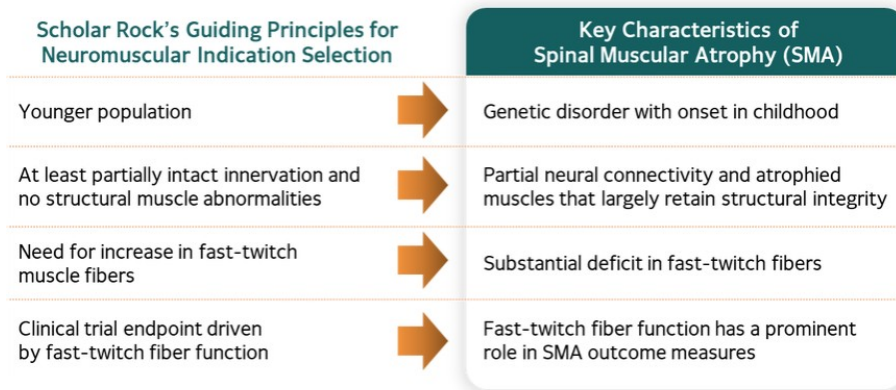 Scholar Rock's Guiding Principles for
Neuromuscular Indication Selection
Key Characteristics of
Spinal Muscular Atrophy (SMA)
Younger population
Genetic disorder with onset in childhood
At least partially intact innervation and
no structural muscle abnormalities
Partial neural connectivity and atrophied
muscles that largely retain structural integrity
Need for increase in fast-twitch
muscle fibers
Substantial deficit in fast-twitch fibers
Clinical trial endpoint driven
by fast-twitch fiber function
Fast-twitch fiber function has a prominent
role in SMA outcome measures